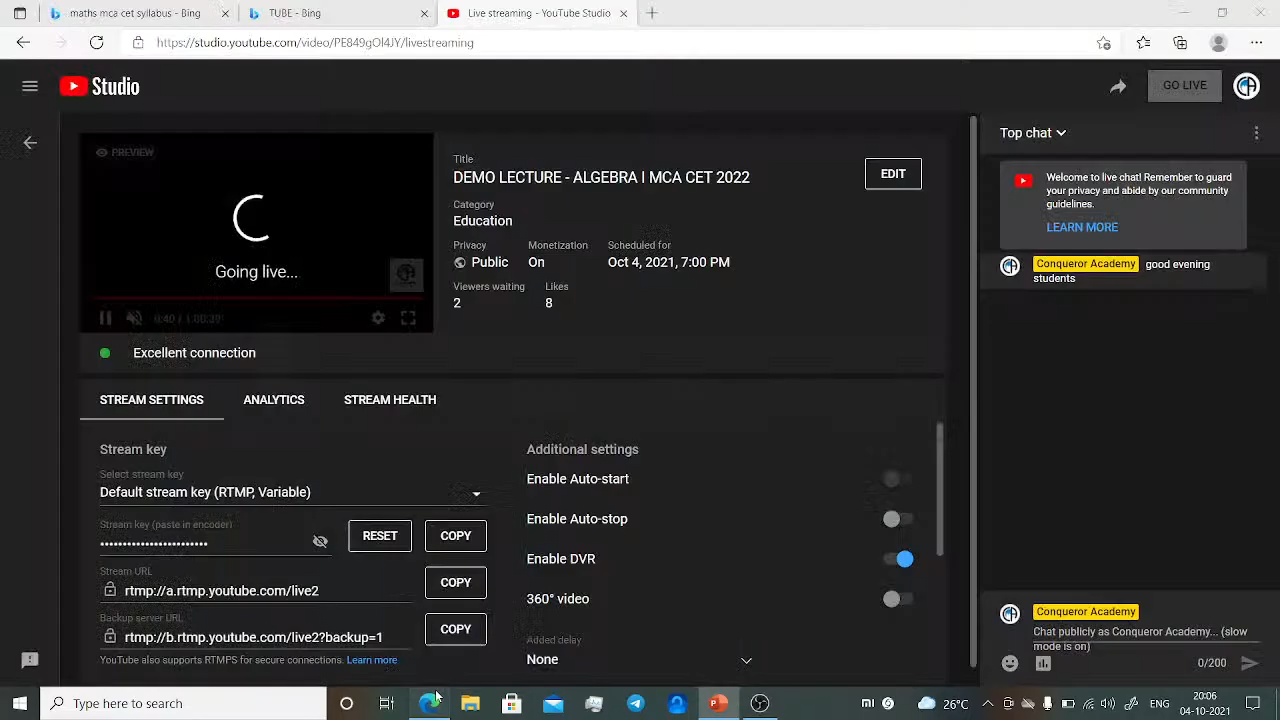 maths mca cet syllabus - Bing
TUBE - Bing
Live streaming - YouTube Studio
https://studio.youtube.com/video/PE849gOl4JY/livestreaming
Studio
GO LIVE
PREVIEW
Going live...
0:40 / 1:00:39
Excellent connection
Title
DEMO LECTURE - ALGEBRA l MCA CET 2022
EDIT
Category
Education
Privacy
Public
Monetization
On
Scheduled for
Oct 4, 2021, 7:00 PM
Viewers waiting
2
Likes
8
Top chat
Welcome to live chat! Remember to guard
your privacy and abide by our community
guidelines.
LEARN MORE
Conqueror Academy good evening
students
STREAM SETTINGS
ANALYTICS
STREAM HEALTH
Stream key
Select stream key
Default stream key (RTMP, Variable)
Stream key (paste in encoder)
RESET
COPY
Stream URL
rtmp://a.rtmp.youtube.com/live2
COPY
Backup server URL
rtmp://b.rtmp.youtube.com/live2?backup=1
COPY
YouTube also supports RTMPS for secure connections. Learn more
Additional settings
Enable Auto-start
Enable Auto-stop
Enable DVR
360° video
Added delay
None
Conqueror Academy
Chat publicly as Conqueror Academy... (slow
mode is on)
0/200
Type here to search
26°C
ENG
20:06
04-10-2021